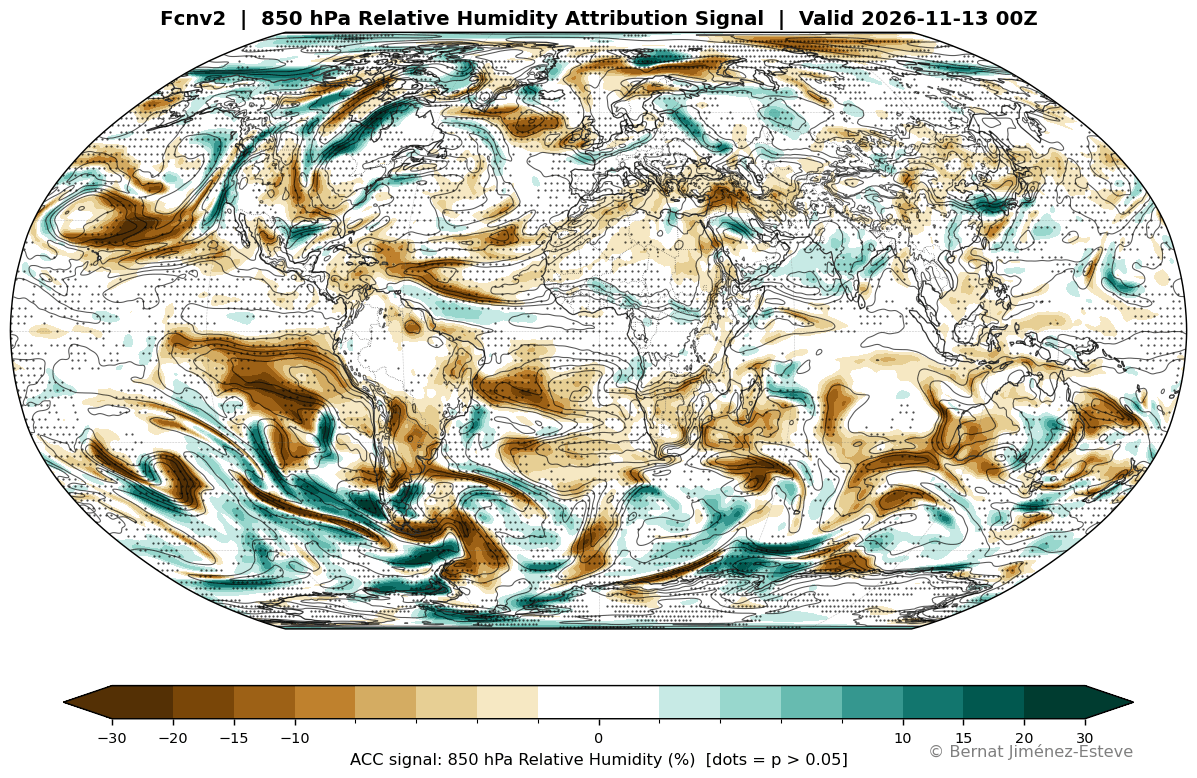 Fcnv2 | 850 hPa Relative Humidity Attribution Signal | Valid 2026-11-13 00Z
−30 −20 −15 −10 0 10 15 20 30
ACC signal: 850 hPa Relative Humidity (%) [dots = p > 0.05]
© Bernat Jiménez-Esteve